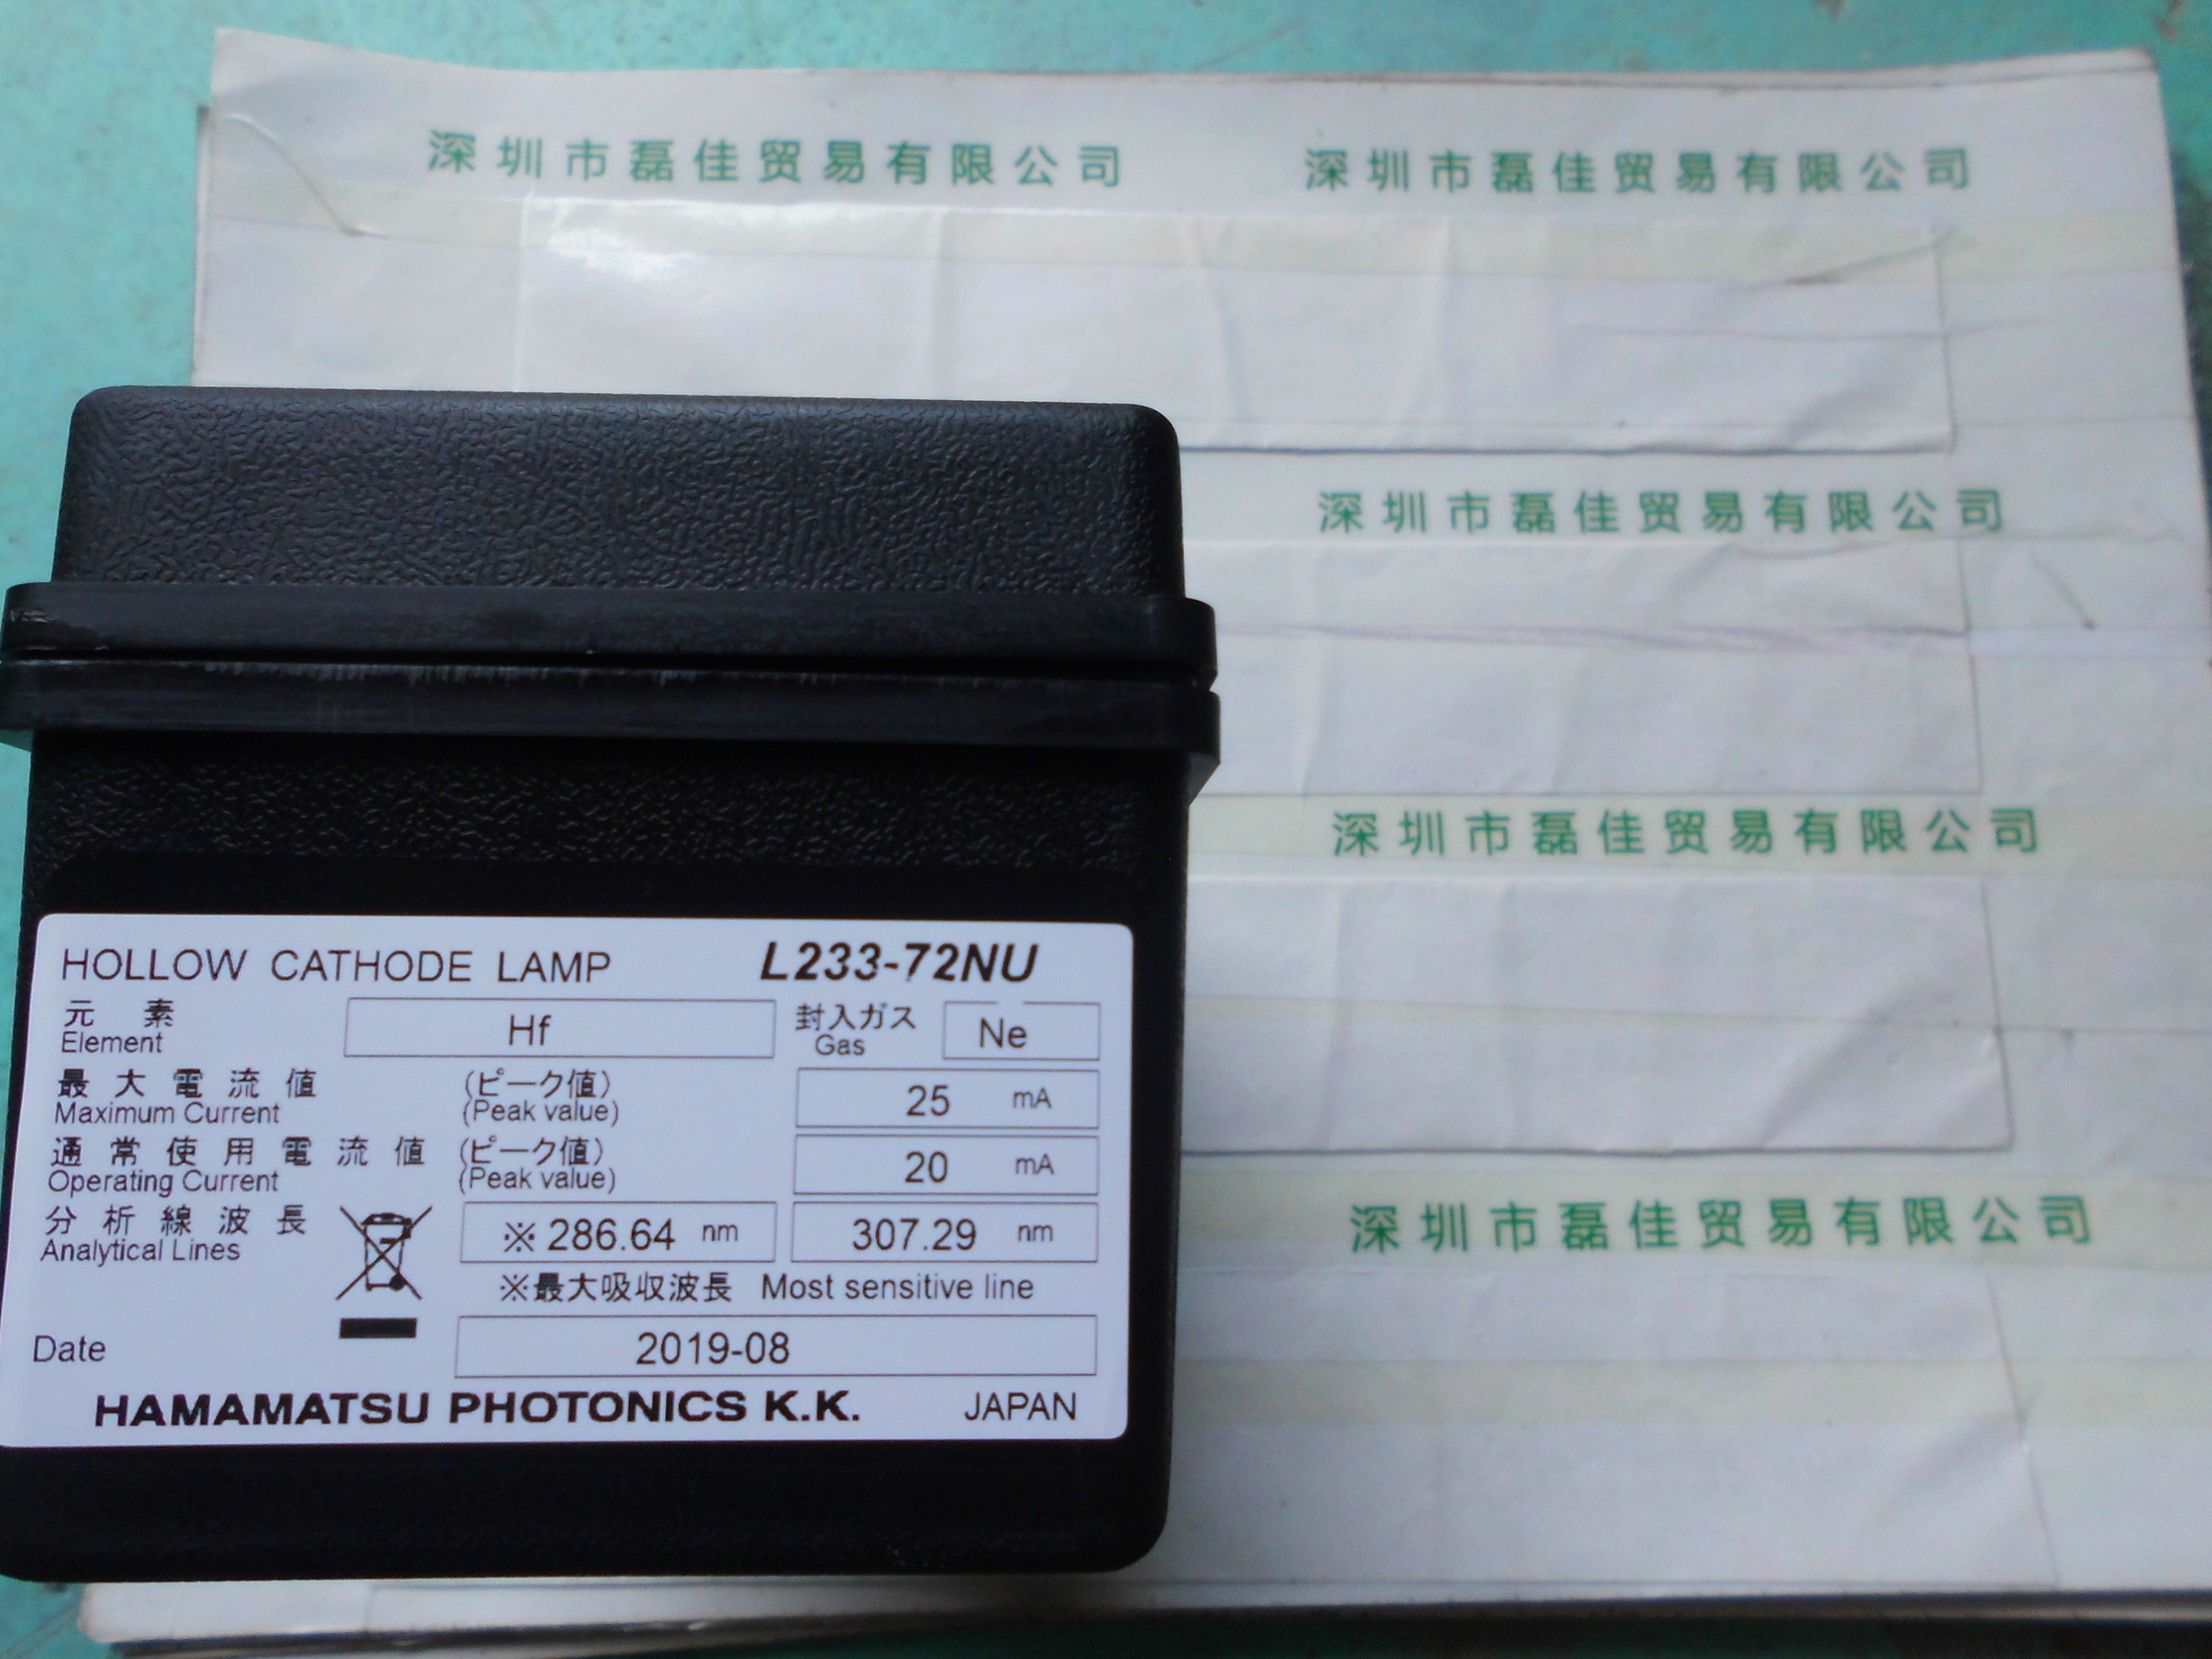 深圳市磊佳贸易有限公司 深圳市磊佳贸易有限公司
深圳市磊佳贸易有限公司
深圳市磊佳贸易有限公司
深圳市磊佳贸易有限公司
HOLLOW CATHODE LAMP L233-72NU
元素 Hf 封入ガス Ne
Element Gas
最大電流値 (ピーク値) 25 mA
Maximum Current (Peak value)
通常使用電流値 (ピーク値) 20 mA
Operating Current (Peak value)
分析線波長 ※286.64 nm 307.29 nm
Analytical Lines
※最大吸収波長 Most sensitive line
Date 2019-08
HAMAMATSU PHOTONICS K.K. JAPAN